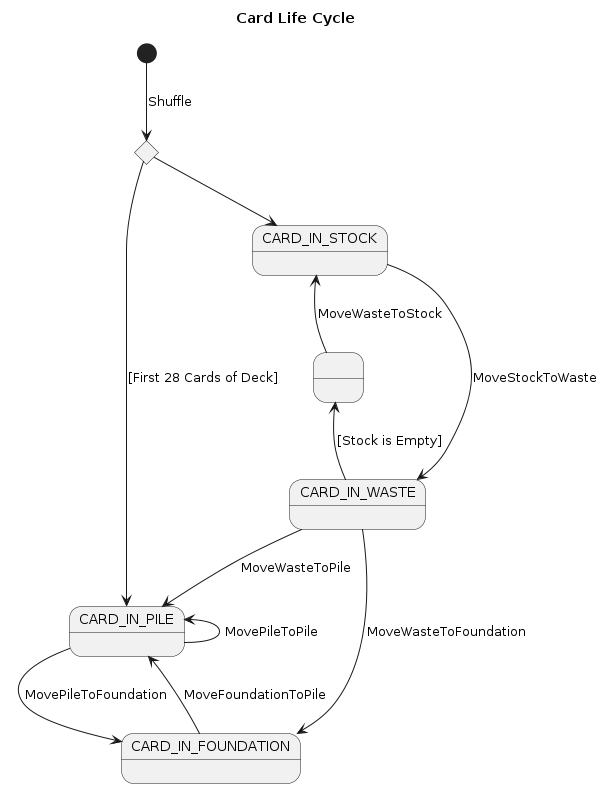 Card Life Cycle
Shuffle
CARD_IN_STOCK
MoveWasteToStock
[First 28 Cards of Deck]
MoveStockToWaste
[Stock is Empty]
CARD_IN_WASTE
MoveWasteToPile
CARD_IN_PILE
MovePileToPile
MoveWasteToFoundation
MovePileToFoundation
MoveFoundationToPile
CARD_IN_FOUNDATION